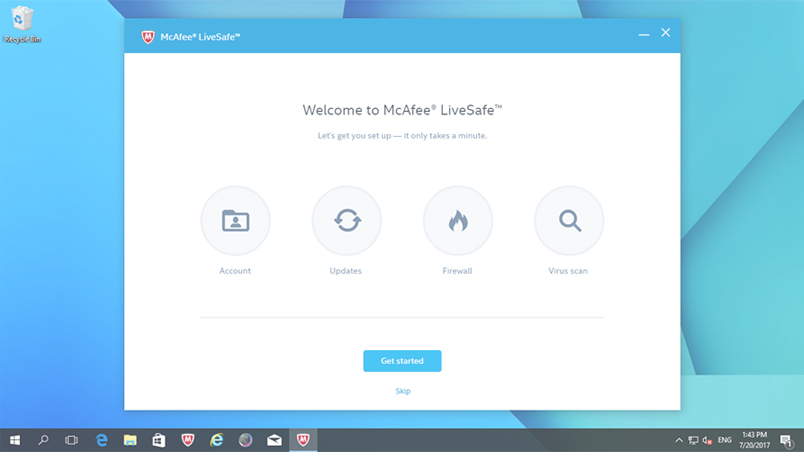 Recycle Bin
McAfee® LiveSafe™
Welcome to McAfee® LiveSafe™
Let's get you set up — it only takes a minute.
Account
Updates
Firewall
Virus scan
Get started
Skip
ENG
1:43 PM
7/20/2017
1